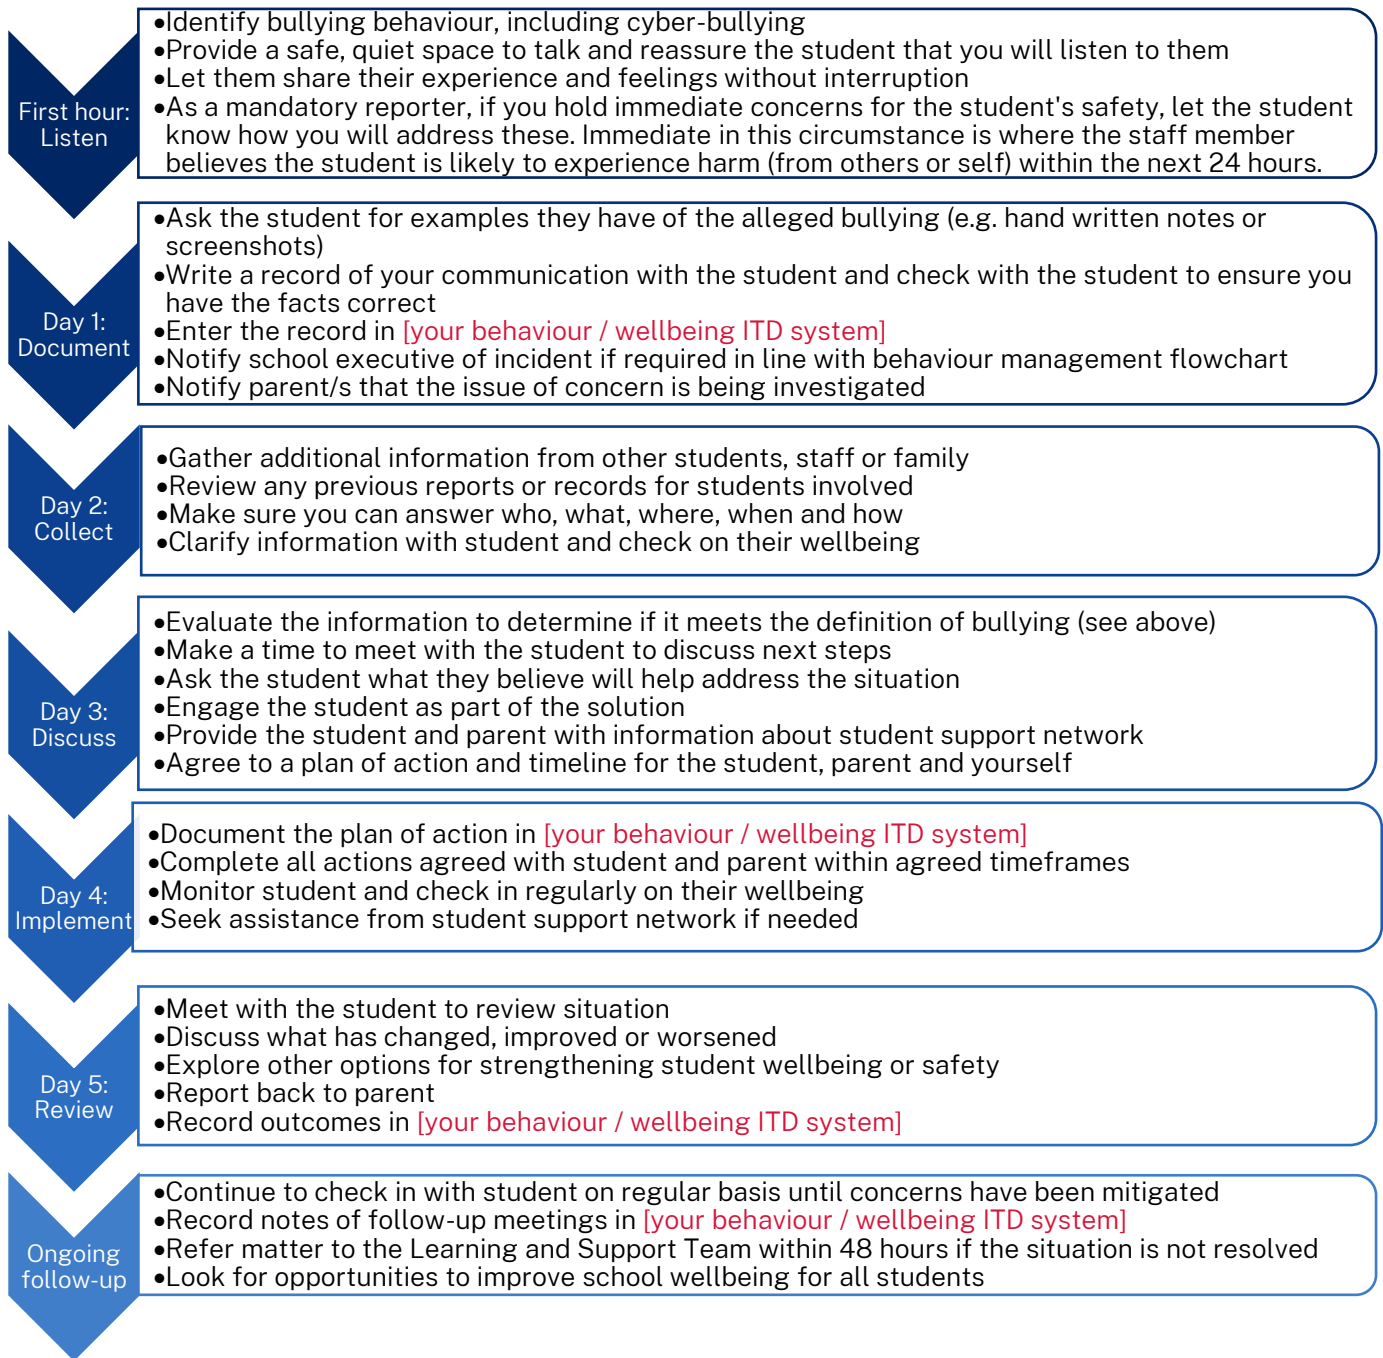 First hour:
Listen
•Identify bullying behaviour, including cyber-bullying
•Provide a safe, quiet space to talk and reassure the student that you will listen to them
•Let them share their experience and feelings without interruption
•As a mandatory reporter, if you hold immediate concerns for the student's safety, let the student
know how you will address these. Immediate in this circumstance is where the staff member
believes the student is likely to experience harm (from others or self) within the next 24 hours.
Day 1:
Document
•Ask the student for examples they have of the alleged bullying (e.g. hand written notes or
screenshots)
•Write a record of your communication with the student and check with the student to ensure you
have the facts correct
•Enter the record in [your behaviour / wellbeing ITD system]
•Notify school executive of incident if required in line with behaviour management flowchart
•Notify parent/s that the issue of concern is being investigated
Day 2:
Collect
•Gather additional information from other students, staff or family
•Review any previous reports or records for students involved
•Make sure you can answer who, what, where, when and how
•Clarify information with student and check on their wellbeing
Day 3:
Discuss
•Evaluate the information to determine if it meets the definition of bullying (see above)
•Make a time to meet with the student to discuss next steps
•Ask the student what they believe will help address the situation
•Engage the student as part of the solution
•Provide the student and parent with information about student support network
•Agree to a plan of action and timeline for the student, parent and yourself
Day 4:
Implement
•Document the plan of action in [your behaviour / wellbeing ITD system]
•Complete all actions agreed with student and parent within agreed timeframes
•Monitor student and check in regularly on their wellbeing
•Seek assistance from student support network if needed
Day 5:
Review
•Meet with the student to review situation
•Discuss what has changed, improved or worsened
•Explore other options for strengthening student wellbeing or safety
•Report back to parent
•Record outcomes in [your behaviour / wellbeing ITD system]
Ongoing
follow-up
•Continue to check in with student on regular basis until concerns have been mitigated
•Record notes of follow-up meetings in [your behaviour / wellbeing ITD system]
•Refer matter to the Learning and Support Team within 48 hours if the situation is not resolved
•Look for opportunities to improve school wellbeing for all students